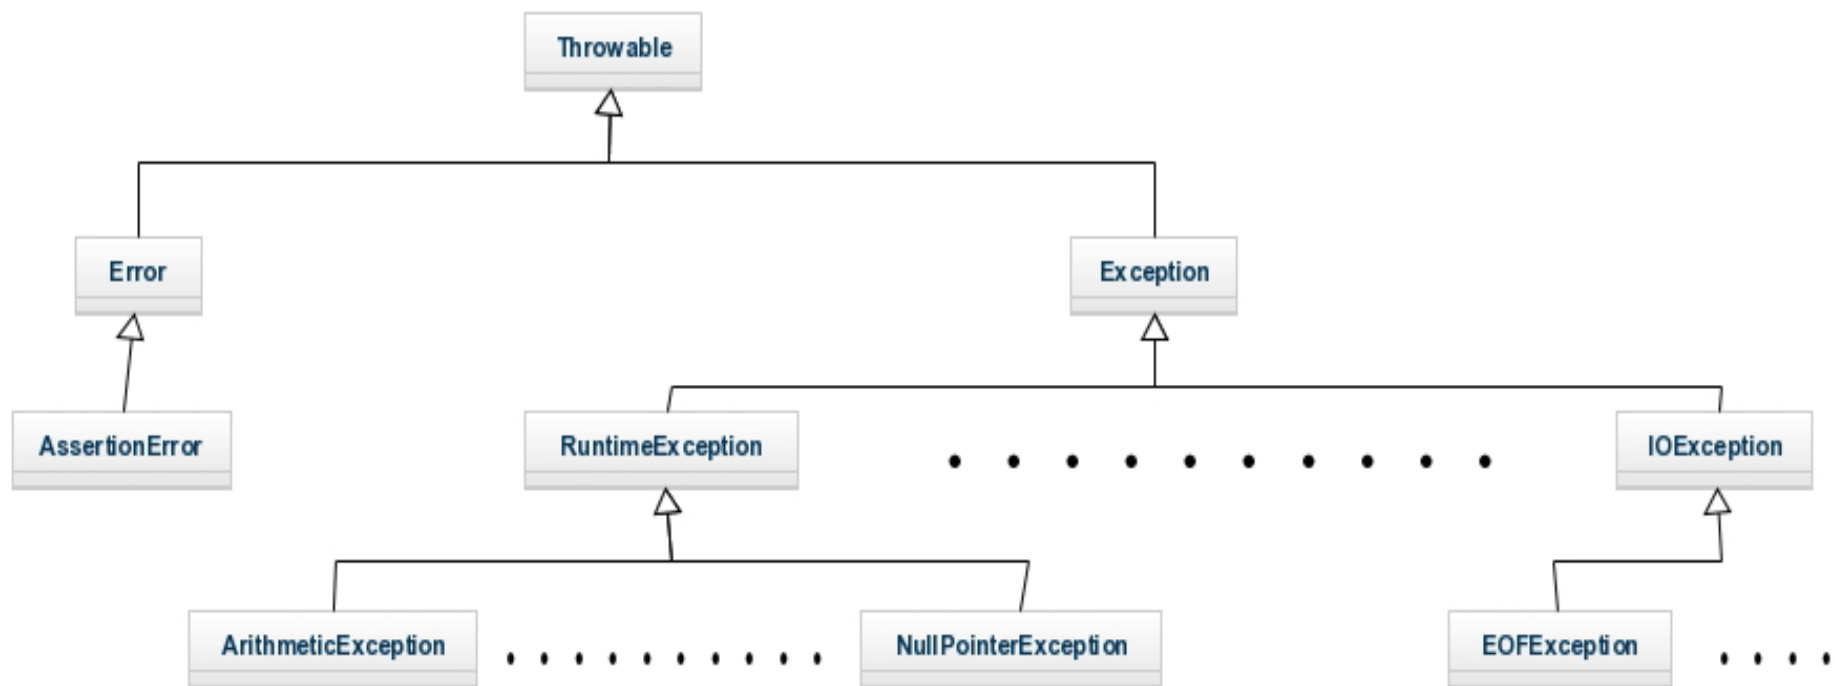 Throwable
Error
Exception
AssertionError
RuntimeException
IOException
ArithmeticException
NullPointerException
EOFException